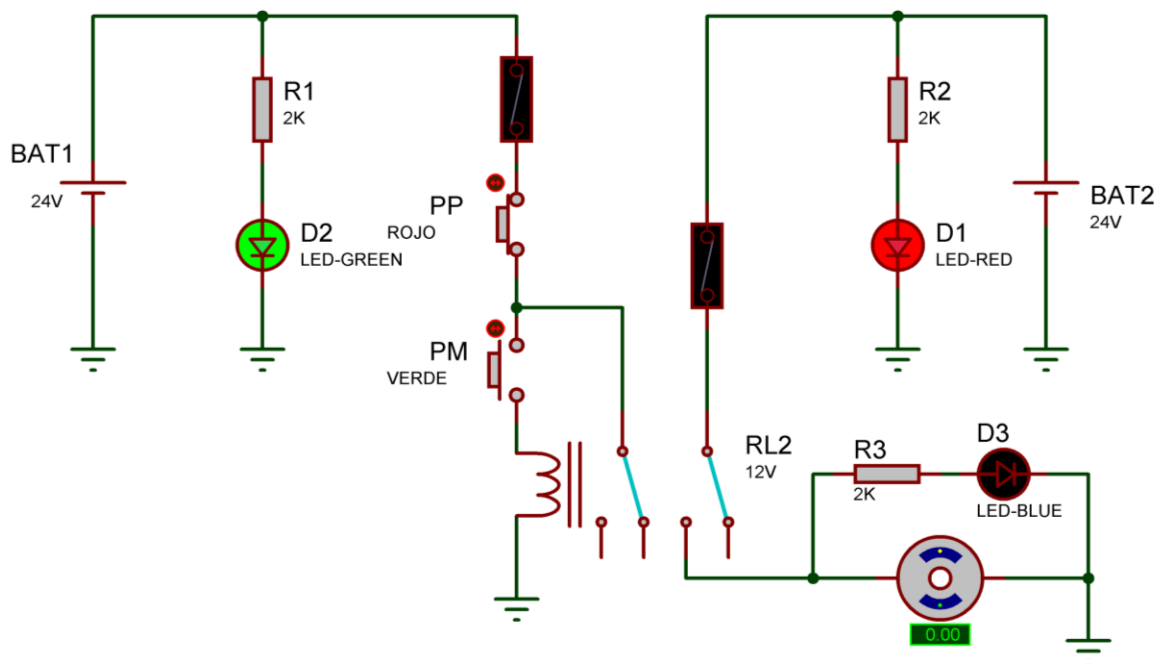 BAT1
24V
R1
2K
D2
LED-GREEN
PP
ROJO
PM
VERDE
R2
2K
D1
LED-RED
BAT2
24V
RL2
12V
R3
2K
D3
LED-BLUE
0.00